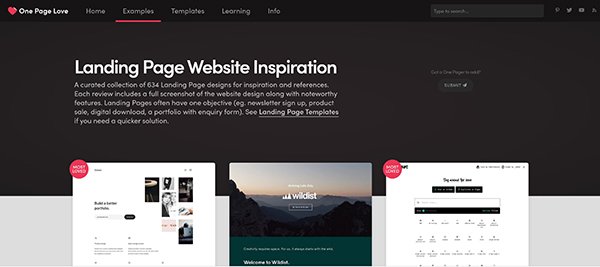 One Page Love
Home
Examples
Templates
Learning
Info
Type to search...
Landing Page Website Inspiration
A curated collection of 634 Landing Page designs for inspiration and references.
Each review includes a full screenshot of the website design along with noteworthy
features. Landing Pages often have one objective (eg. newsletter sign up, product
sale, digital download, a portfolio with enquiry form). See Landing Page Templates
if you need a quicker solution.
Got a One Pager to add?
SUBMIT
MOST LOVED
Build a better
portfolio.
wildist
Welcome to Wildist.
MOST LOVED